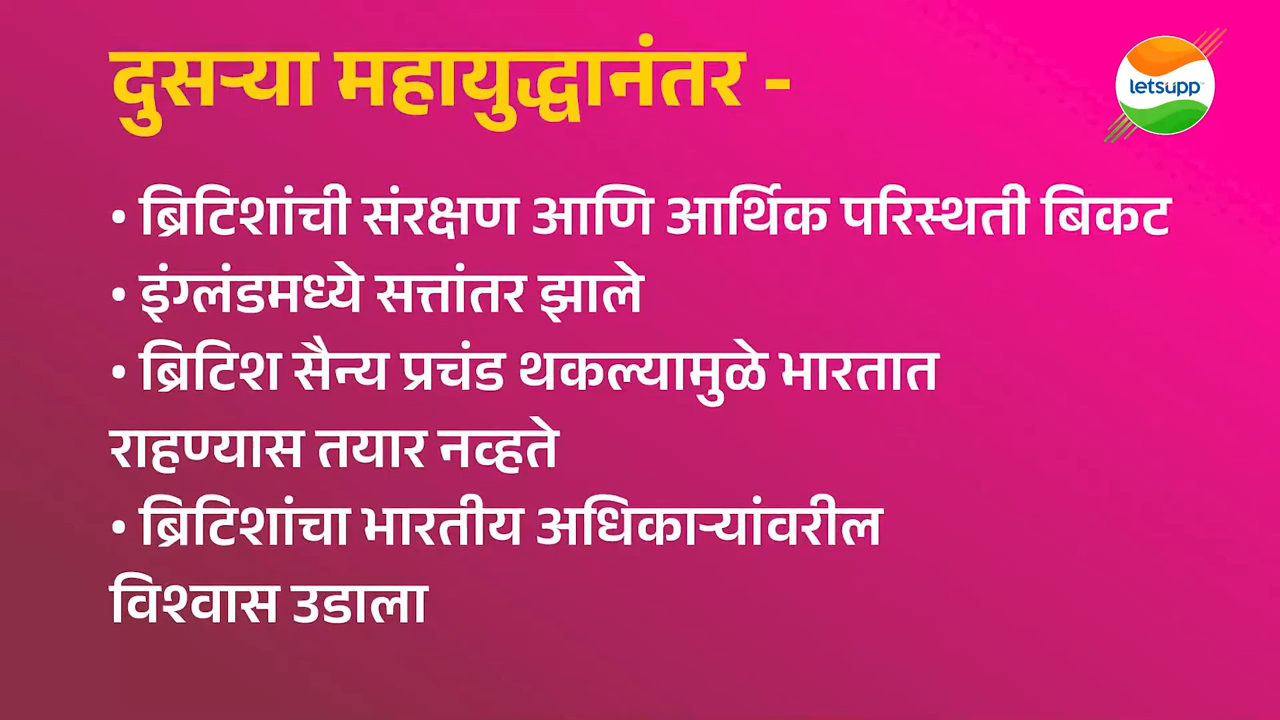 दुसऱ्या महायुद्धानंतर -
letsupp
• ब्रिटिशांची संरक्षण आणि आर्थिक परिस्थती बिकट
• इंग्लंडमध्ये सत्तांतर झाले
• ब्रिटिश सैन्य प्रचंड थकल्यामुळे भारतात
राहण्यास तयार नव्हते
• ब्रिटिशांचा भारतीय अधिकाऱ्यांवरील
विश्वास उडाला